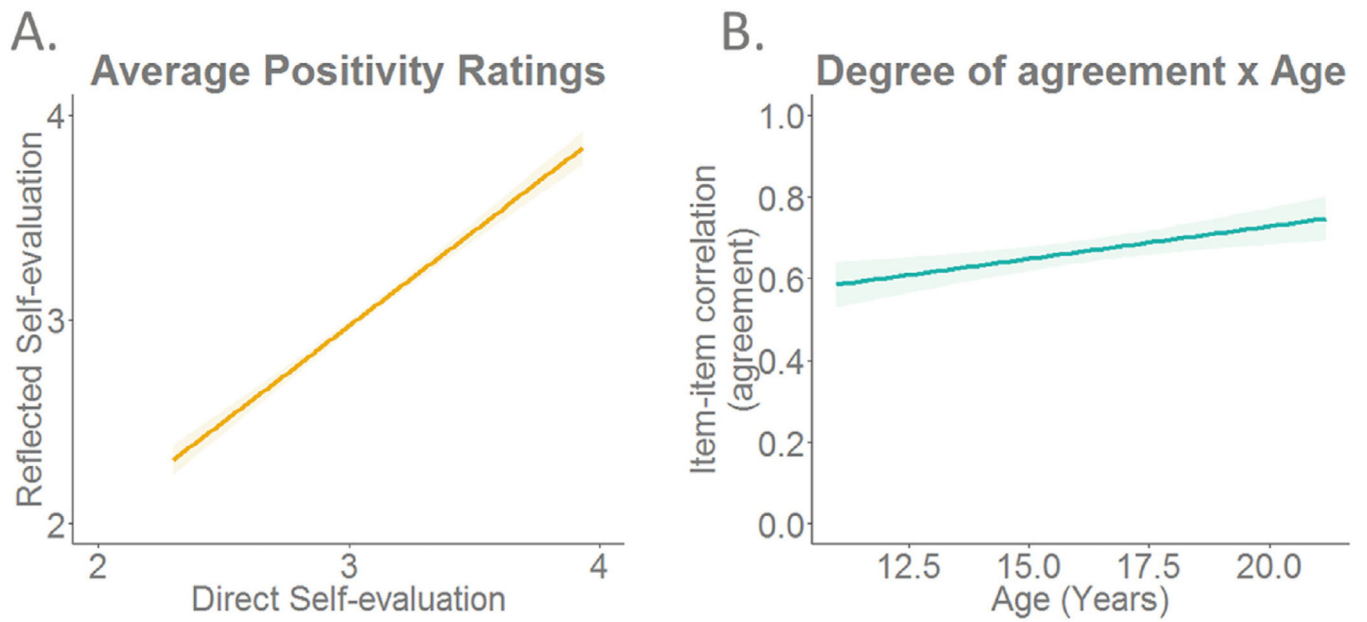 A.
Average Positivity Ratings
Reflected Self-evaluation
4
3
2
2 3 4
Direct Self-evaluation
B.
Degree of agreement x Age
Item-item correlation
(agreement)
1.0
0.8
0.6
0.4
0.2
0.0
12.5 15.0 17.5 20.0
Age (Years)